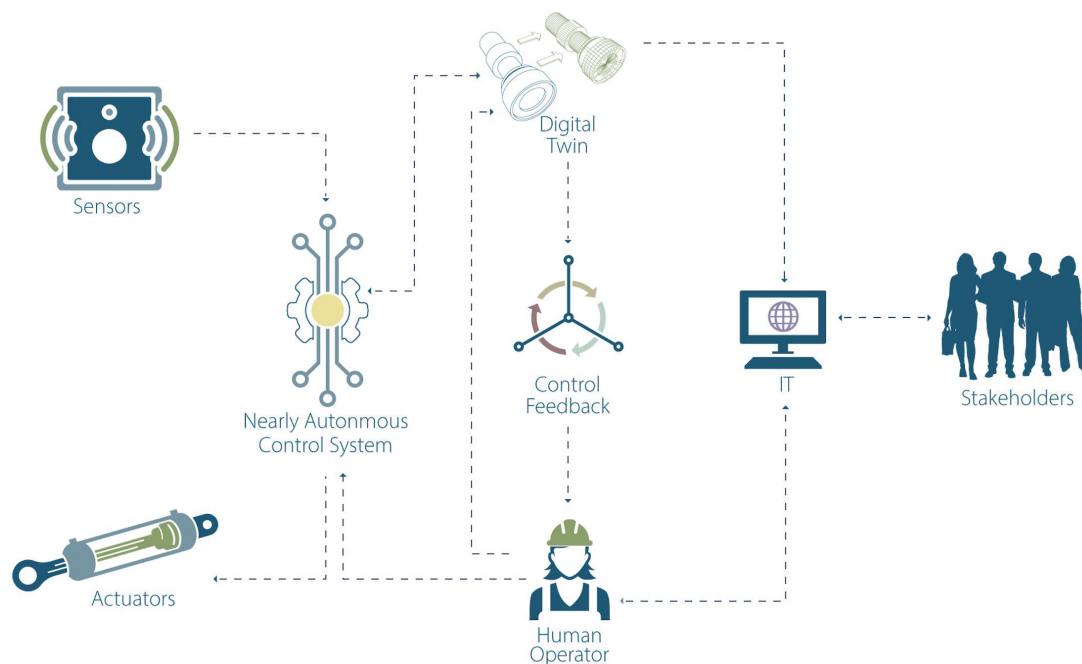 Digital
Twin
Sensors
Control
Feedback
IT
Stakeholders
Nearly Autonmous
Control System
Actuators
Human
Operator